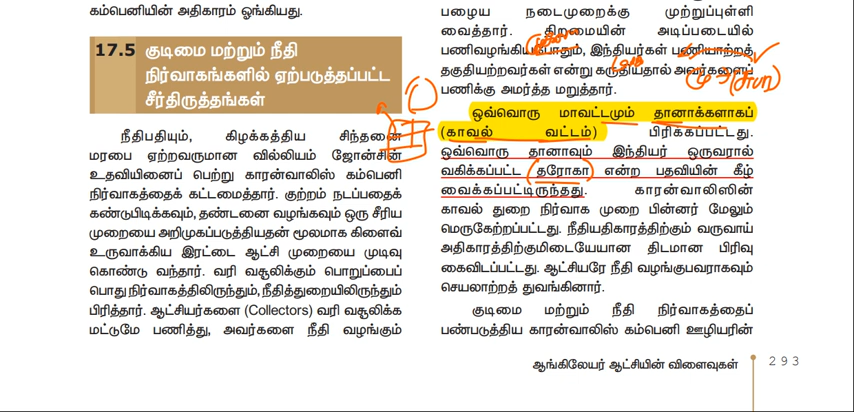 கம்பெனியின் அதிகாரம் ஓங்கியது.
17.5 குடிமை மற்றும் நீதி
நிர்வாகங்களில் ஏற்படுத்தப்பட்ட
சீர்திருத்தங்கள்
நீதிபதியும், கிழக்கத்திய சிந்தனை
மரபை ஏற்றவருமான வில்லியம் ஜோன்சின்
உதவியினைப் பெற்று காரன்வாலிஸ் கம்பெனி
நிர்வாகத்தைக் கட்டமைத்தார். குற்றம் நடப்பதைக்
கண்டுபிடிக்கவும், தண்டனை வழங்கவும் ஒரு சீரிய
முறையை அறிமுகப்படுத்தியதன் மூலமாக கிளைவ்
உருவாக்கிய இரட்டை ஆட்சி முறையை முடிவு
கொண்டு வந்தார். வரி வசூலிக்கும் பொறுப்பைப்
பொது நிர்வாகத்திலிருந்தும், நீதித்துறையிலிருந்தும்
பிரித்தார். ஆட்சியர்களை (Collectors) வரி வசூலிக்க
மட்டுமே பணித்து, அவர்களை நீதி வழங்கும்
பழைய நடைமுறைக்கு முற்றுப்புள்ளி
வைத்தார். திறமையின் அடிப்படையில்
பணிவழங்கியபோதும், இந்தியர்கள் பணியாற்றத்
தகுதியற்றவர்கள் என்று கருதியதால் அவர்களைப்
பணிக்கு அமர்த்த மறுத்தார்.
ஒவ்வொரு மாவட்டமும் தானாக்களாகப்
(காவல் வட்டம்) பிரிக்கப்பட்டது.
ஒவ்வொரு தானாவும் இந்தியர் ஒருவரால்
வகிக்கப்பட்ட தரோகா என்ற பதவியின் கீழ்
வைக்கப்பட்டிருந்தது. காரன்வாலிஸின்
காவல் துறை நிர்வாக முறை பின்னர் மேலும்
மெருகேற்றப்பட்டது. நீதியதிகாரத்திற்கும் வருவாய்
அதிகாரத்திற்குமிடையேயான திடமான பிரிவு
கைவிடப்பட்டது. ஆட்சியரே நீதி வழங்குபவராகவும்
செயலாற்றத் துவங்கினார்.
குடிமை மற்றும் நீதி நிர்வாகத்தைப்
பண்படுத்திய காரன்வாலிஸ் கம்பெனி ஊழியரின்
ஆங்கிலேயர் ஆட்சியின் விளைவுகள் 293